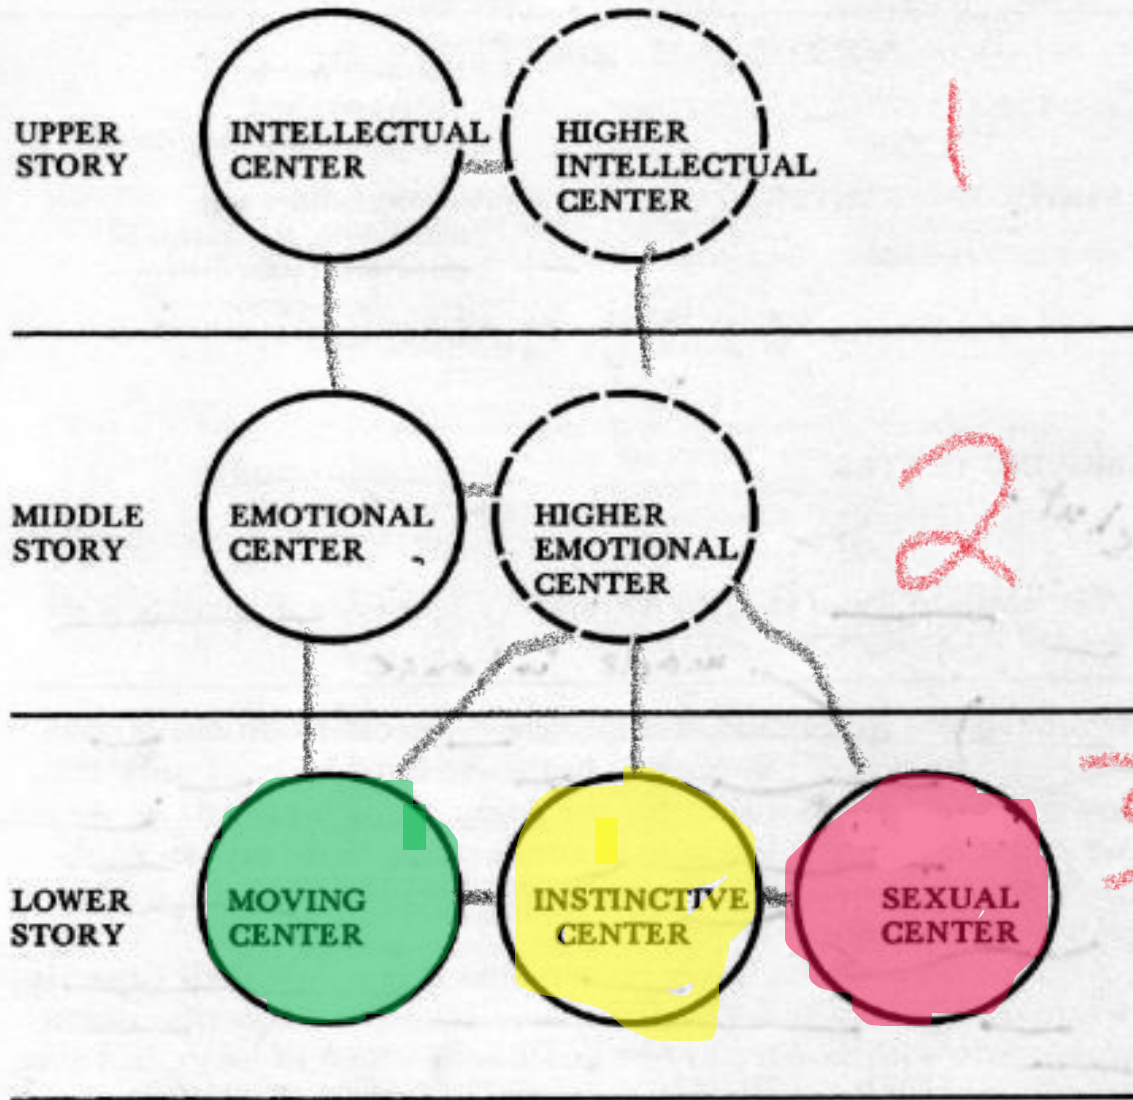 UPPER
STORY
INTELLECTUAL
CENTER
HIGHER
INTELLECTUAL
CENTER
1
MIDDLE
STORY
EMOTIONAL
CENTER
HIGHER
EMOTIONAL
CENTER
2
LOWER
STORY
MOVING
CENTER
INSTINCTIVE
CENTER
SEXUAL
CENTER